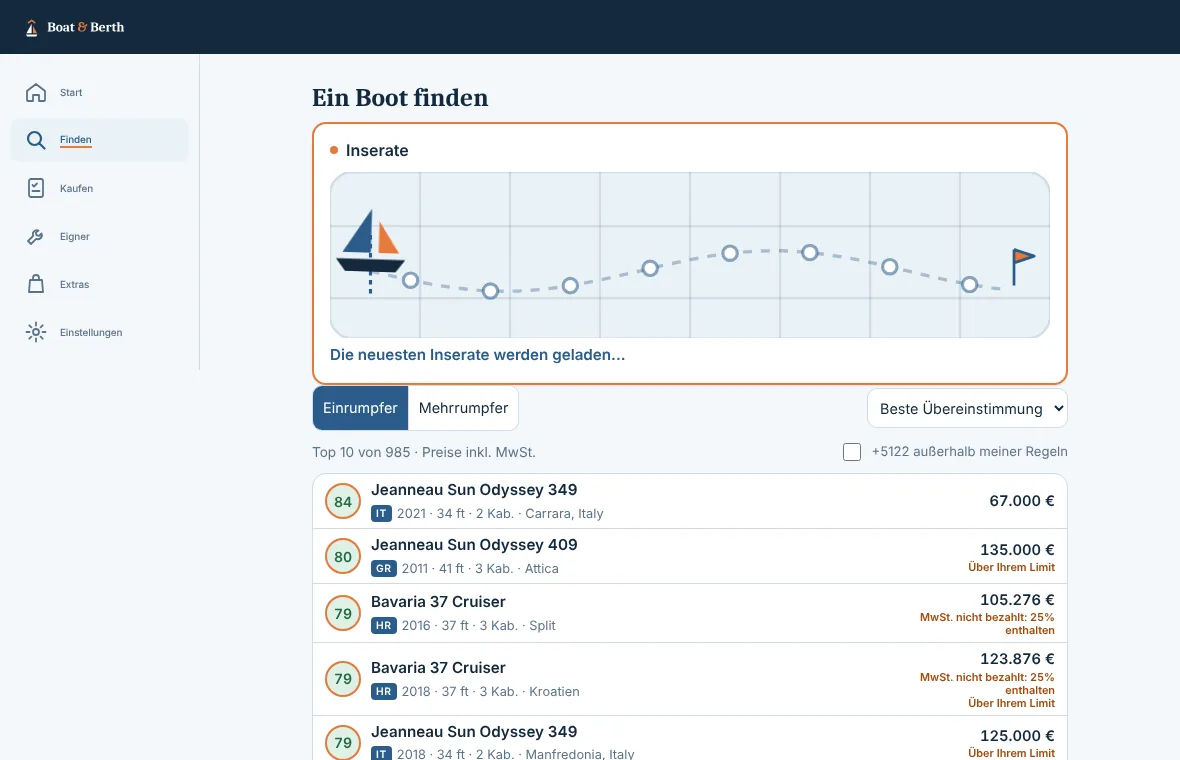 Boat & Berth
Start
Finden
Kaufen
Eigner
Extras
Einstellungen
Ein Boot finden
Inserate
Die neuesten Inserate werden geladen…
Einrumpfer
Mehrrumpfer
Beste Übereinstimmung
Top 10 von 985 · Preise inkl. MwSt.
+5122 außerhalb meiner Regeln
84
Jeanneau Sun Odyssey 349
IT 2021 · 34 ft · 2 Kab. · Carrara, Italy
67.000 €
80
Jeanneau Sun Odyssey 409
GR 2011 · 41 ft · 3 Kab. · Attica
135.000 €
Über Ihrem Limit
79
Bavaria 37 Cruiser
HR 2016 · 37 ft · 3 Kab. · Split
105.276 €
MwSt. nicht bezahlt: 25%
enthalten
79
Bavaria 37 Cruiser
HR 2018 · 37 ft · 3 Kab. · Kroatien
123.876 €
MwSt. nicht bezahlt: 25%
enthalten
Über Ihrem Limit
79
Jeanneau Sun Odyssey 349
IT 2018 · 34 ft · 2 Kab. · Manfredonia, Italy
125.000 €
Über Ihrem Limit